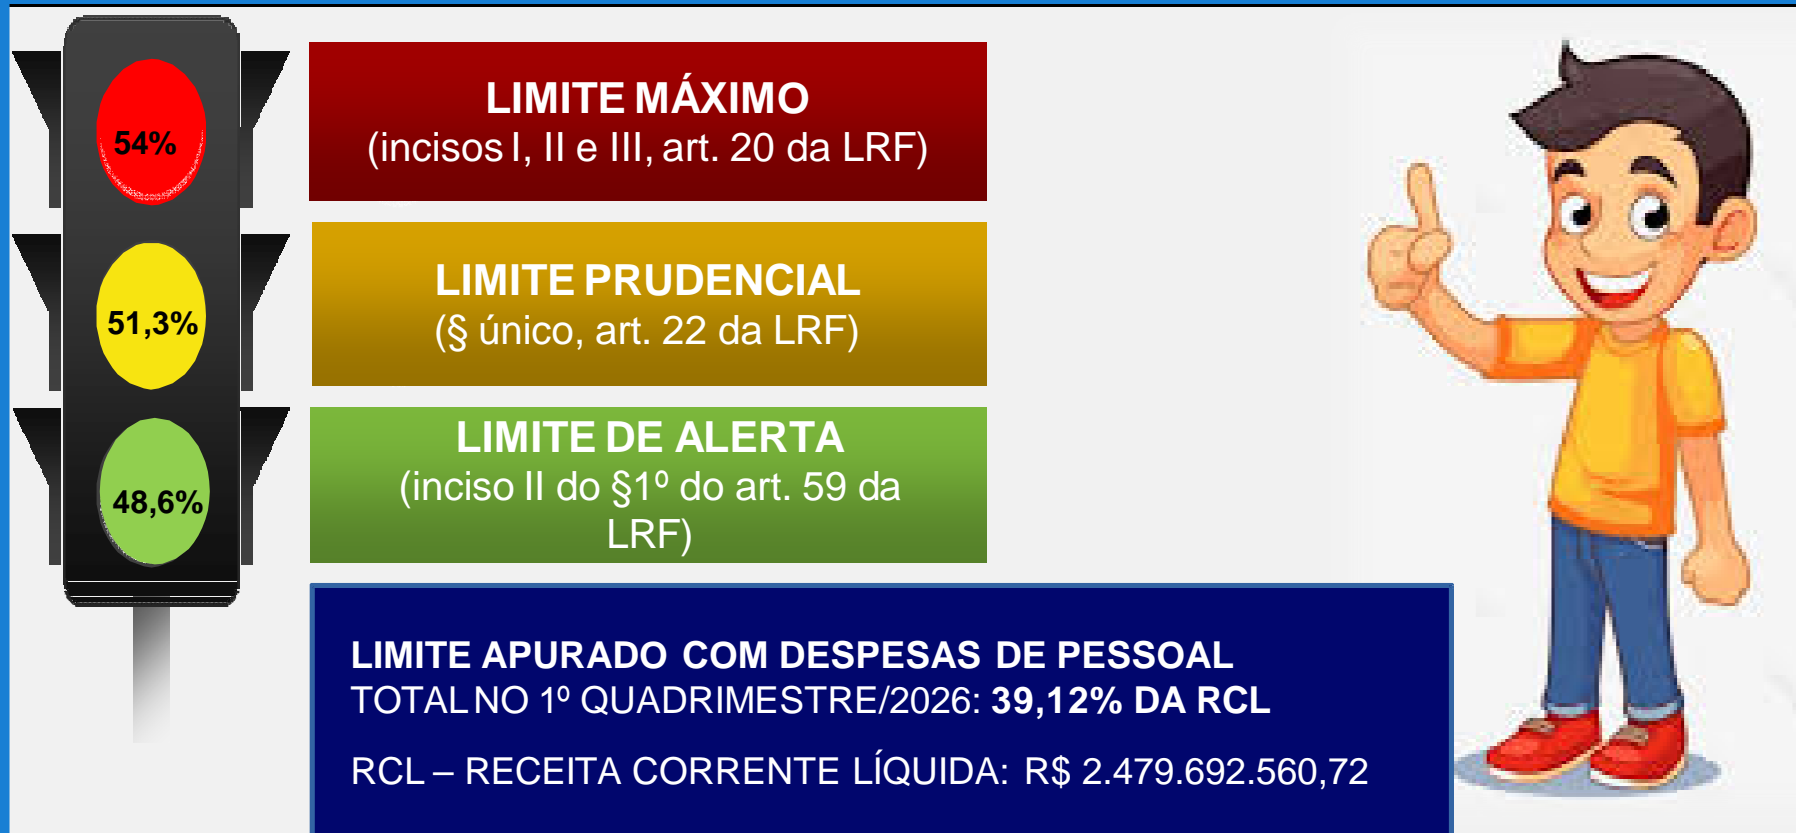 54%
LIMITE MÁXIMO
(incisos I, II e III, art. 20 da LRF)
51,3%
LIMITE PRUDENCIAL
(§ único, art. 22 da LRF)
48,6%
LIMITE DE ALERTA
(inciso II do §1º do art. 59 da
LRF)
LIMITE APURADO COM DESPESAS DE PESSOAL
TOTAL NO 1º QUADRIMESTRE/2026: 39,12% DA RCL
RCL – RECEITA CORRENTE LÍQUIDA: R$ 2.479.692.560,72